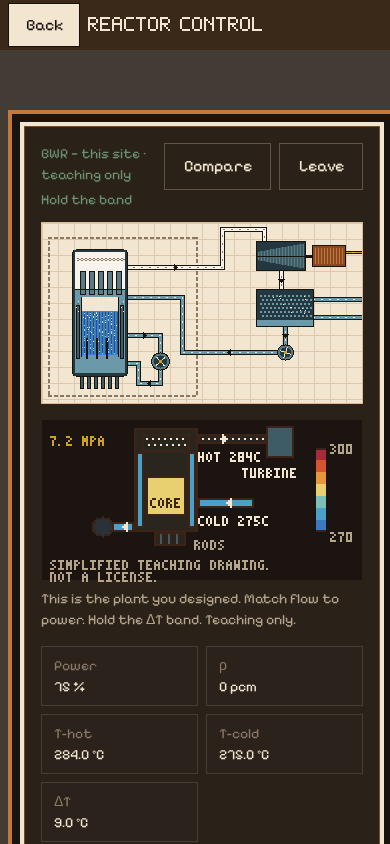 Back
REACTOR CONTROL
BWR - this site ·
teaching only
Hold the band
Compare
Leave
7.2 MPA
HOT 284C
TURBINE
300
CORE
COLD 275C
270
RODS
SIMPLIFIED TEACHING DRAWING.
NOT A LICENSE.
This is the plant you designed. Match flow to
power. Hold the ΔT band. Teaching only.
Power
75 %
ρ
0 pcm
T-hot
284.0 °C
T-cold
275.0 °C
ΔT
9.0 °C